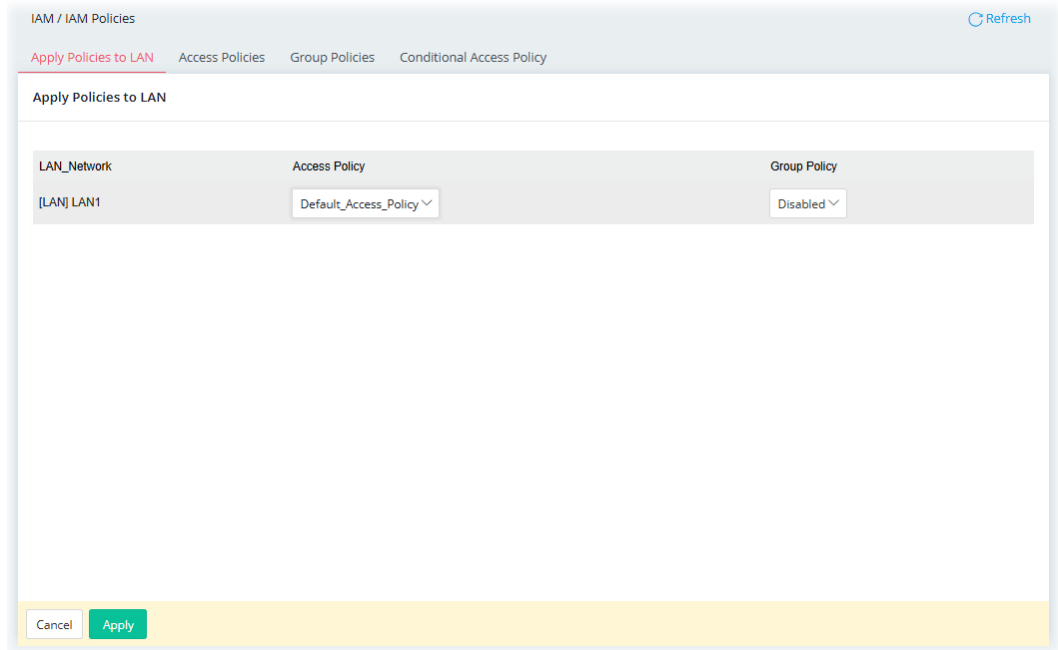 IAM / IAM Policies Refresh
Apply Policies to LAN Access Policies Group Policies Conditional Access Policy
Apply Policies to LAN
LAN_Network Access Policy Group Policy
[LAN] LAN1 Default_Access_Policy Disabled
Cancel Apply